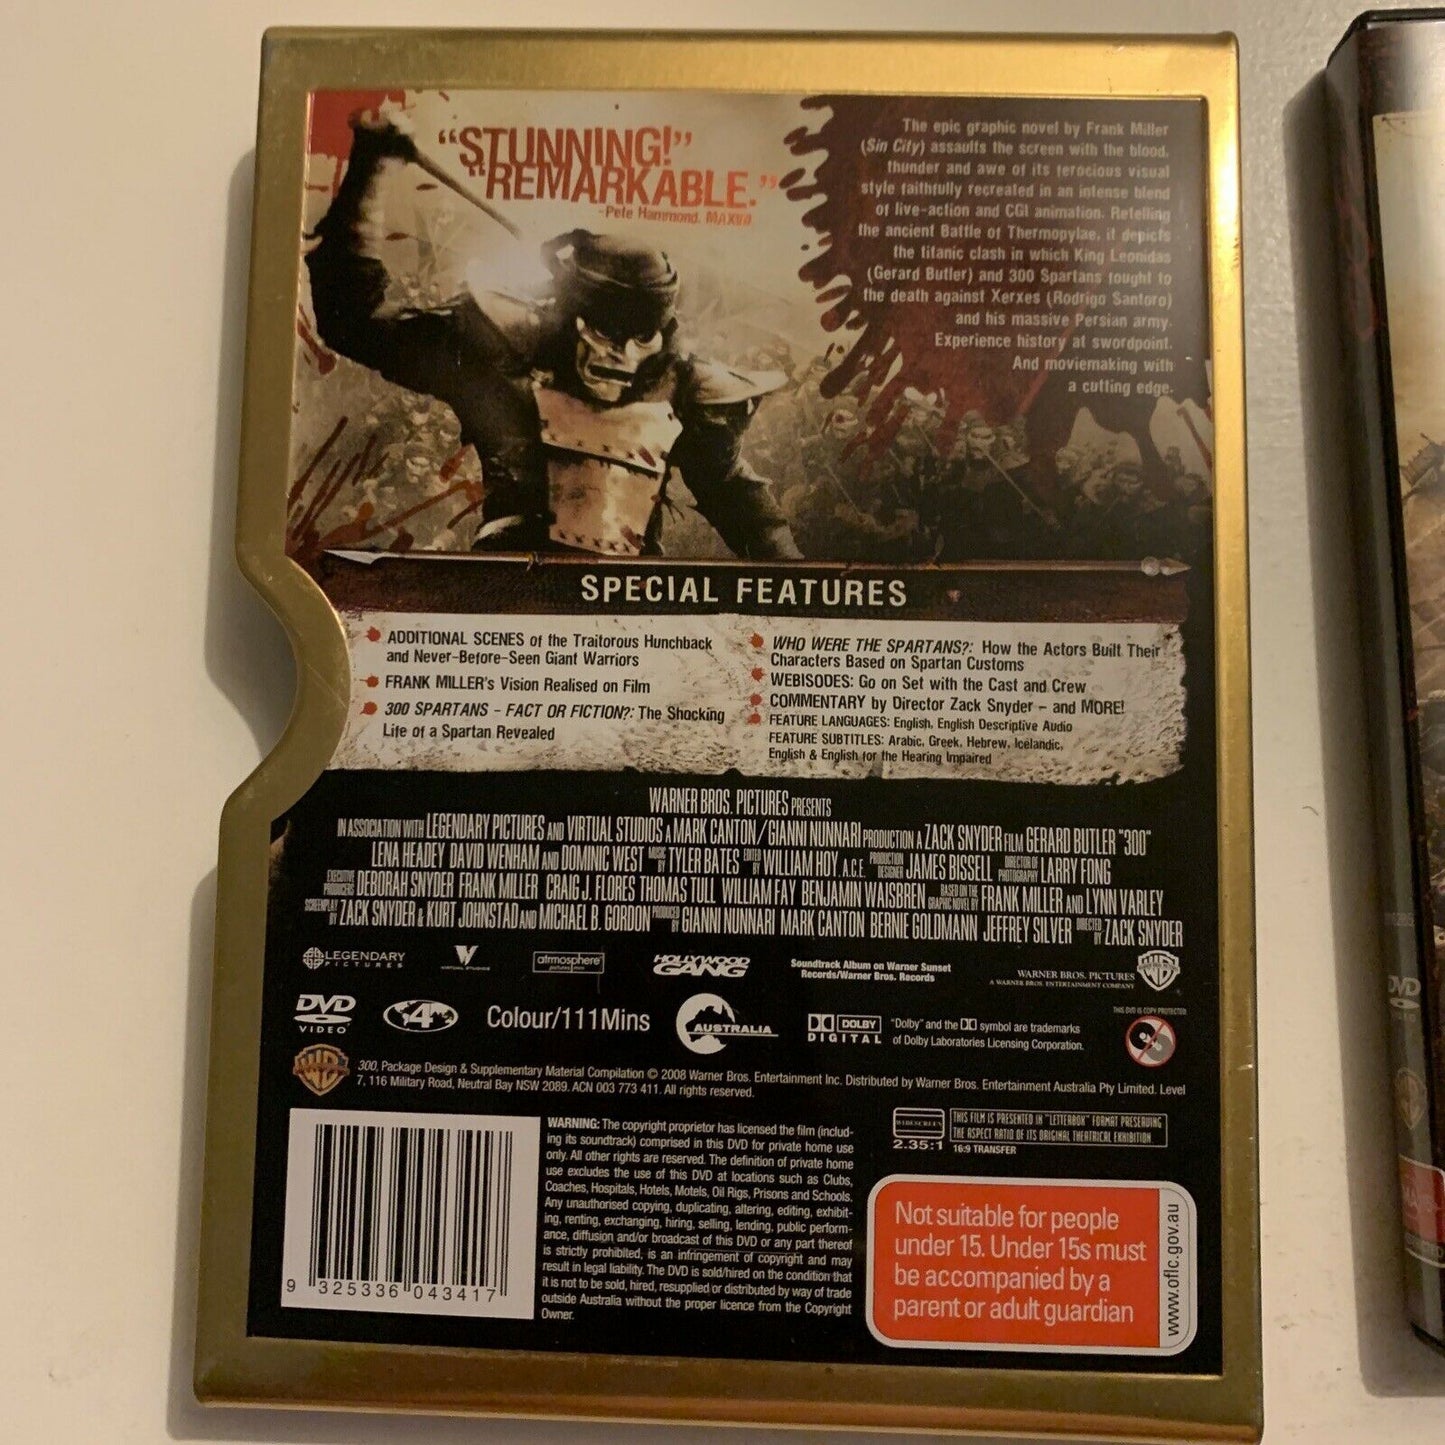 “STUNNING!”
“REMARKABLE.”
-Pete Hammond, MAXIM
The epic graphic novel by Frank Miller
(Sin City) assaults the screen with the blood,
thunder and awe of its ferocious visual
style faithfully recreated in an intense blend
of live-action and CGI animation. Retelling
the ancient Battle of Thermopylae, it depicts
the titanic clash in which King Leonidas
(Gerard Butler) and 300 Spartans fought to
the death against Xerxes (Rodrigo Santoro)
and his massive Persian army.
Experience history at swordpoint.
And moviemaking with
a cutting edge.
SPECIAL FEATURES
ADDITIONAL SCENES of the Traitorous Hunchback
and Never-Before-Seen Giant Warriors
FRANK MILLER's Vision Realised on Film
300 SPARTANS - FACT OR FICTION?: The Shocking
Life of a Spartan Revealed
WHO WERE THE SPARTANS?: How the Actors Built Their
Characters Based on Spartan Customs
WEBISODES: Go on Set with the Cast and Crew
COMMENTARY by Director Zack Snyder – and MORE!
FEATURE LANGUAGES: English, English Descriptive Audio
FEATURE SUBTITLES: Arabic, Greek, Hebrew, Icelandic,
English & English for the Hearing Impaired
WARNER BROS. PICTURES PRESENTS
IN ASSOCIATION WITH LEGENDARY PICTURES AND VIRTUAL STUDIOS A MARK CANTON/GIANNI NUNNARI PRODUCTION A ZACK SNYDER FILM GERARD BUTLER "300"
LENA HEADEY DAVID WENHAM AND DOMINIC WEST MUSIC BY TYLER BATES EDITED BY WILLIAM HOY, A.C.E. PRODUCTION DESIGNER JAMES BISSELL DIRECTOR OF PHOTOGRAPHY LARRY FONG
EXECUTIVE PRODUCERS DEBORAH SNYDER FRANK MILLER CRAIG J. FLORES THOMAS TULL WILLIAM FAY BENJAMIN WAISBREN BASED ON THE GRAPHIC NOVEL BY FRANK MILLER AND LYNN VARLEY
SCREENPLAY BY ZACK SNYDER & KURT JOHNSTAD AND MICHAEL B. GORDON PRODUCED BY GIANNI NUNNARI MARK CANTON BERNIE GOLDMANN JEFFREY SILVER DIRECTED BY ZACK SNYDER
LEGENDARY
PICTURES
VIRTUAL STUDIOS
atmosphere
HOLLYWOOD
GANG
Soundtrack Album on Warner Sunset
Records/Warner Bros. Records
WARNER BROS. PICTURES
A WARNER BROS. ENTERTAINMENT COMPANY
DVD
VIDEO
4
Colour/111Mins
AUSTRALIA
DOLBY
DIGITAL
"Dolby" and the DD symbol are trademarks
of Dolby Laboratories Licensing Corporation.
THIS DVD IS COPY PROTECTED
300, Package Design & Supplementary Material Compilation © 2008 Warner Bros. Entertainment Inc. Distributed by Warner Bros. Entertainment Australia Pty Limited. Level
7, 116 Military Road, Neutral Bay NSW 2089. ACN 003 773 411. All rights reserved.
9 325336 043417
WARNING: The copyright proprietor has licensed the film (includ-
ing its soundtrack) comprised in this DVD for private home use
only. All other rights are reserved. The definition of private home
use excludes the use of this DVD at locations such as Clubs,
Coaches, Hospitals, Hotels, Motels, Oil Rigs, Prisons and Schools.
Any unauthorised copying, duplicating, altering, editing, exhibit-
ing, renting, exchanging, hiring, selling, lending, public perform-
ance, diffusion and/or broadcast of this DVD or any part thereof
is strictly prohibited, is an infringement of copyright and may
result in legal liability. The DVD is sold/hired on the condition that
it is not to be sold, hired, resupplied or distributed by way of trade
outside Australia without the proper licence from the Copyright
Owner.
WIDESCREEN
2.35:1
THIS FILM IS PRESENTED IN "LETTERBOX" FORMAT PRESERVING
THE ASPECT RATIO OF ITS ORIGINAL THEATRICAL EXHIBITION.
16:9 TRANSFER
Not suitable for people
under 15. Under 15s must
be accompanied by a
parent or adult guardian
www.oflc.gov.au
DVD